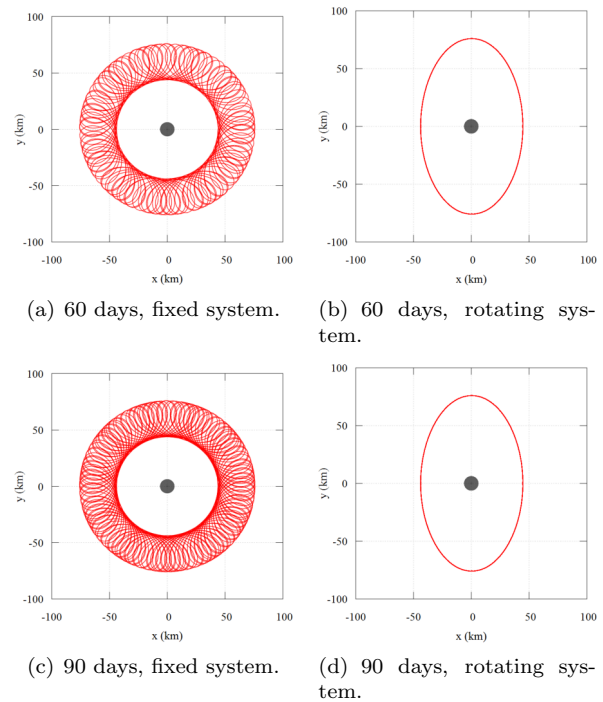 100
50
0
-50
-100
y (km)
-100 -50 0 50 100
x (km)
(a) 60 days, fixed system.
100
50
0
-50
-100
y (km)
-100 -50 0 50 100
x (km)
(b) 60 days, rotating sys-
tem.
100
50
0
-50
-100
y (km)
-100 -50 0 50 100
x (km)
(c) 90 days, fixed system.
100
50
0
-50
-100
y (km)
-100 -50 0 50 100
x (km)
(d) 90 days, rotating sys-
tem.